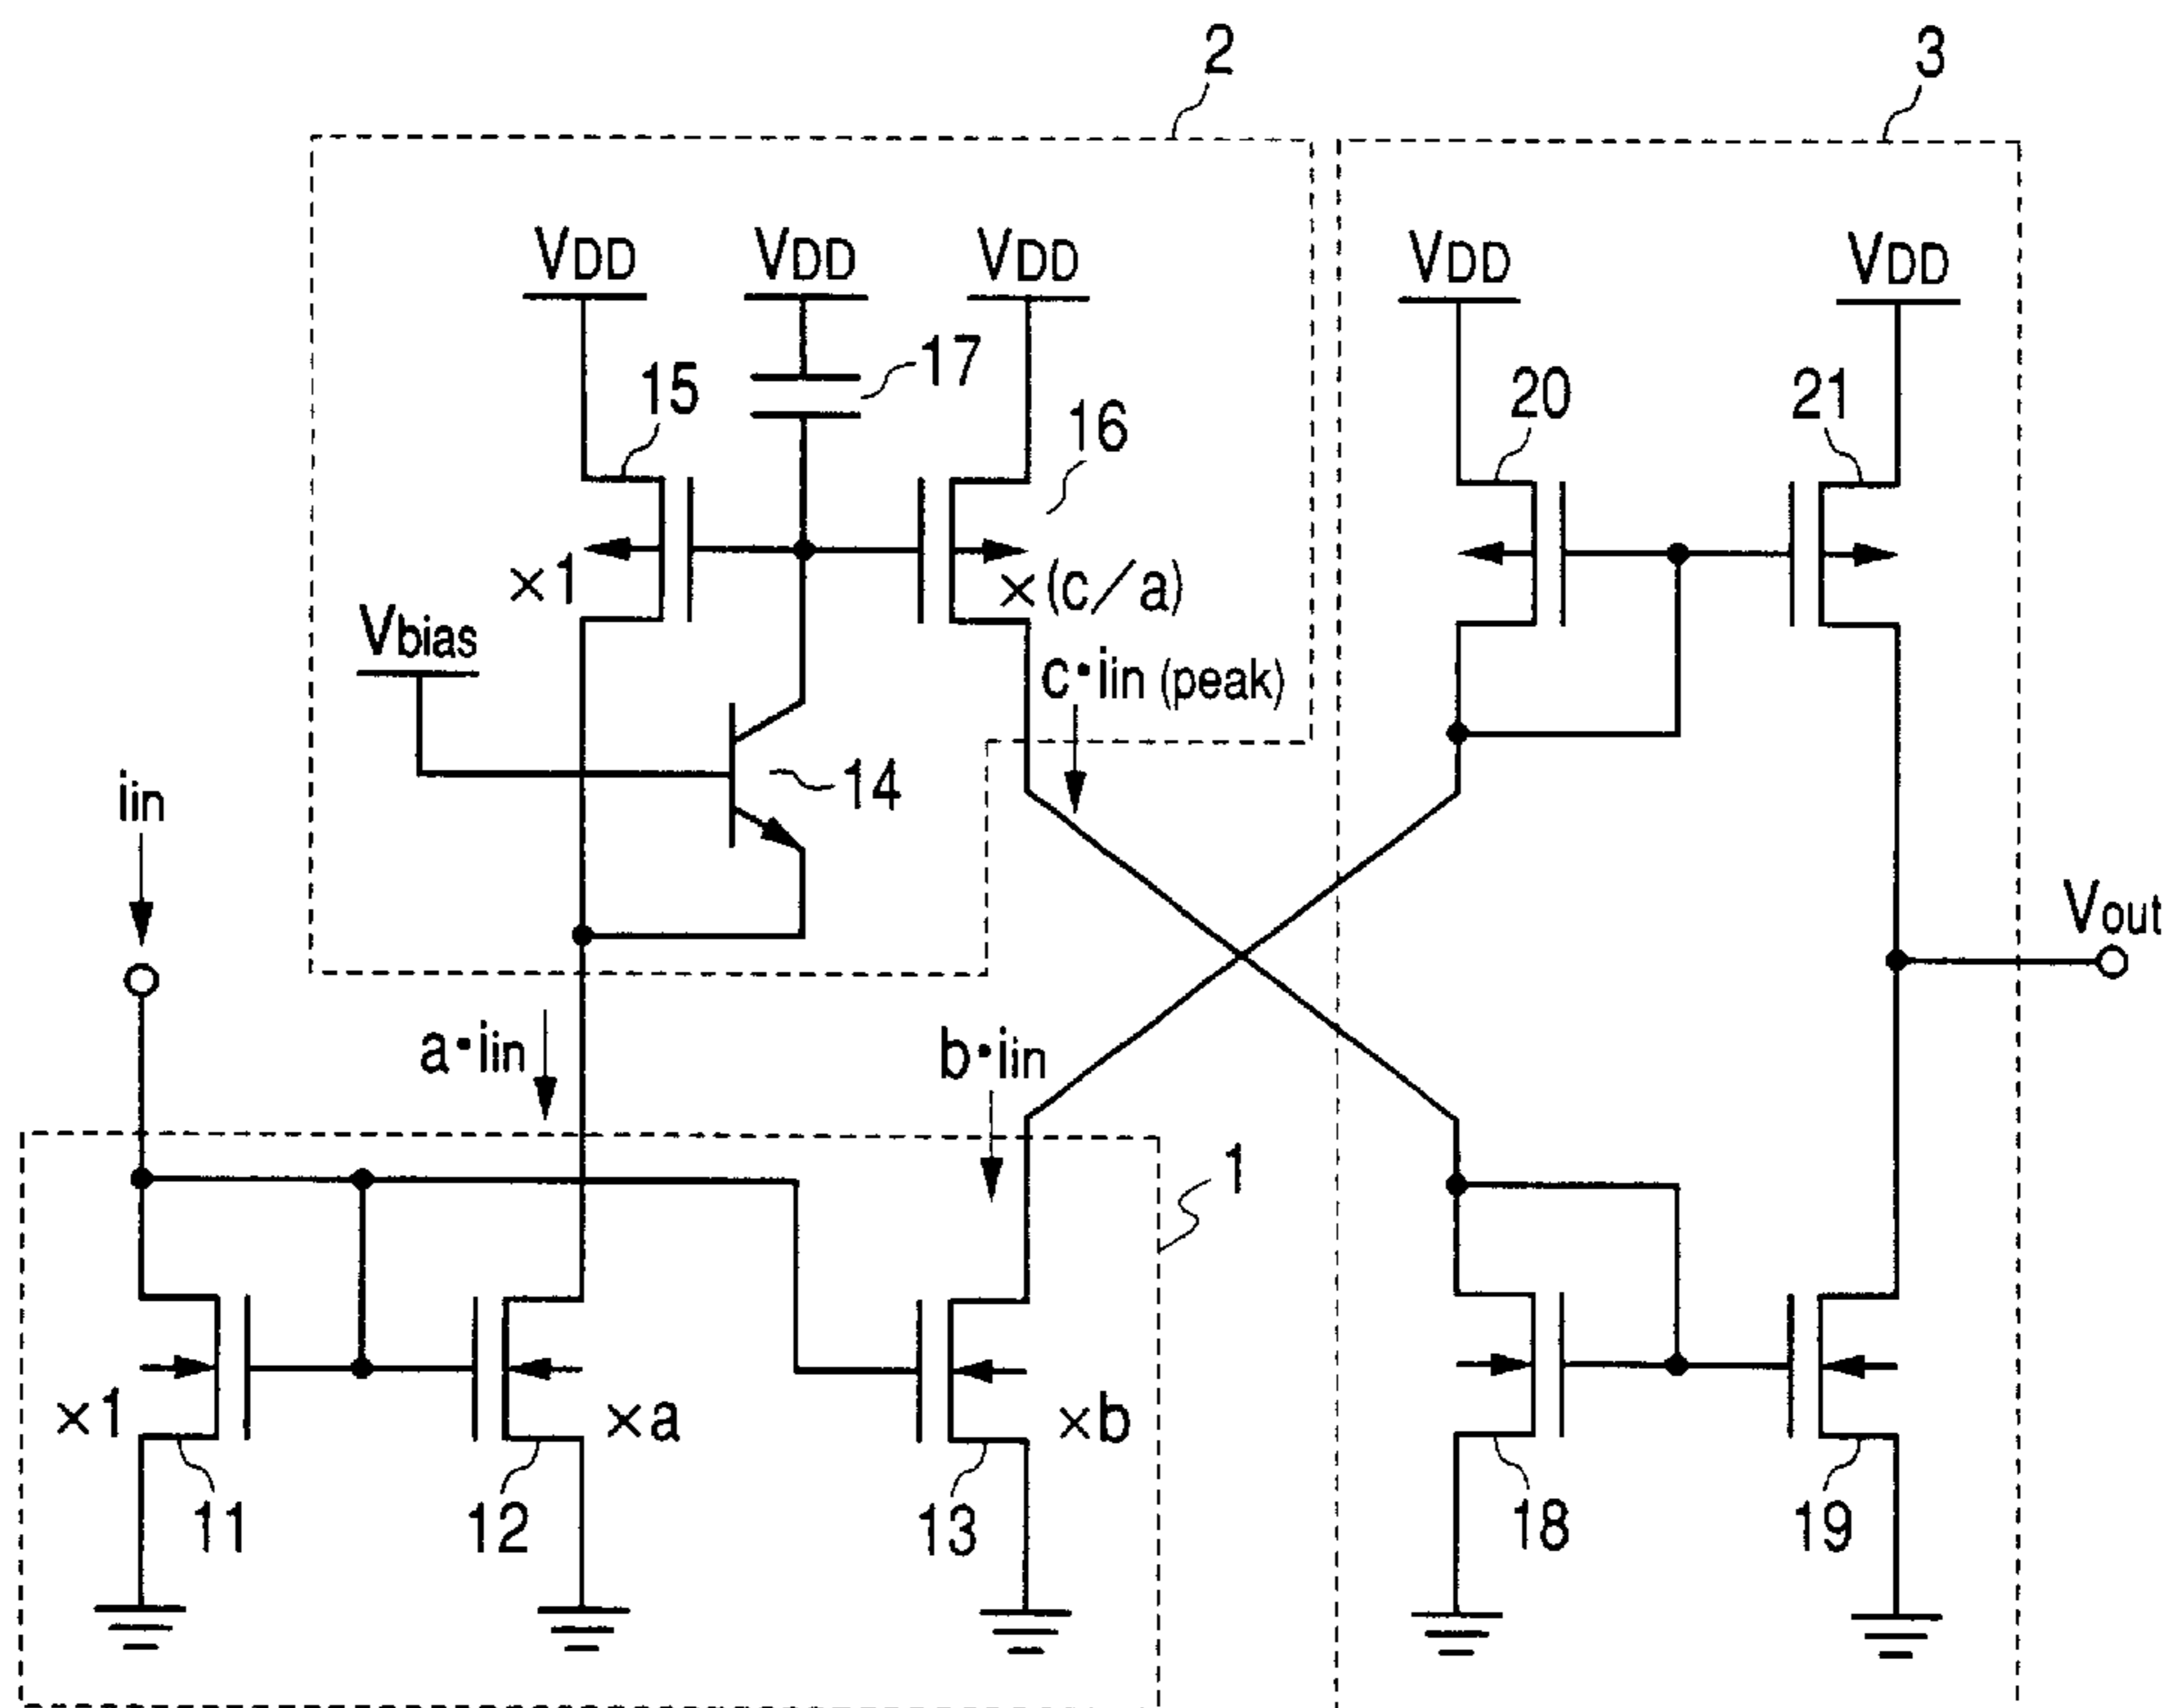 2
3
VDD
VDD
VDD
VDD
VDD
15
17
16
20
21
×1
×(c/a)
Vbias
c·iin (peak)
14
iin
Vout
a·iin
b·iin
1
×1
×a
×b
11
12
13
18
19